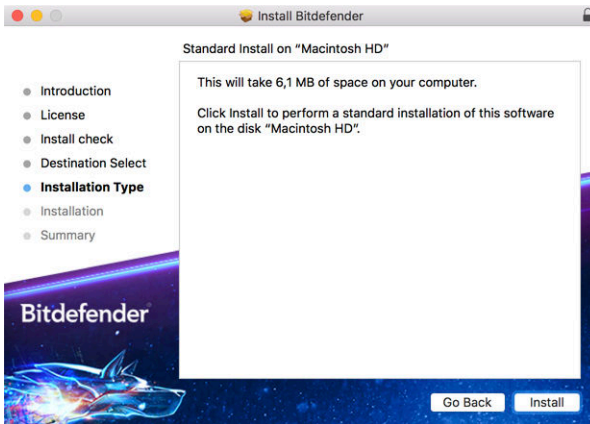 Install Bitdefender
Standard Install on “Macintosh HD”
Introduction
License
Install check
Destination Select
Installation Type
Installation
Summary
This will take 6,1 MB of space on your computer.
Click Install to perform a standard installation of this software
on the disk “Macintosh HD”.
Bitdefender
Go Back
Install